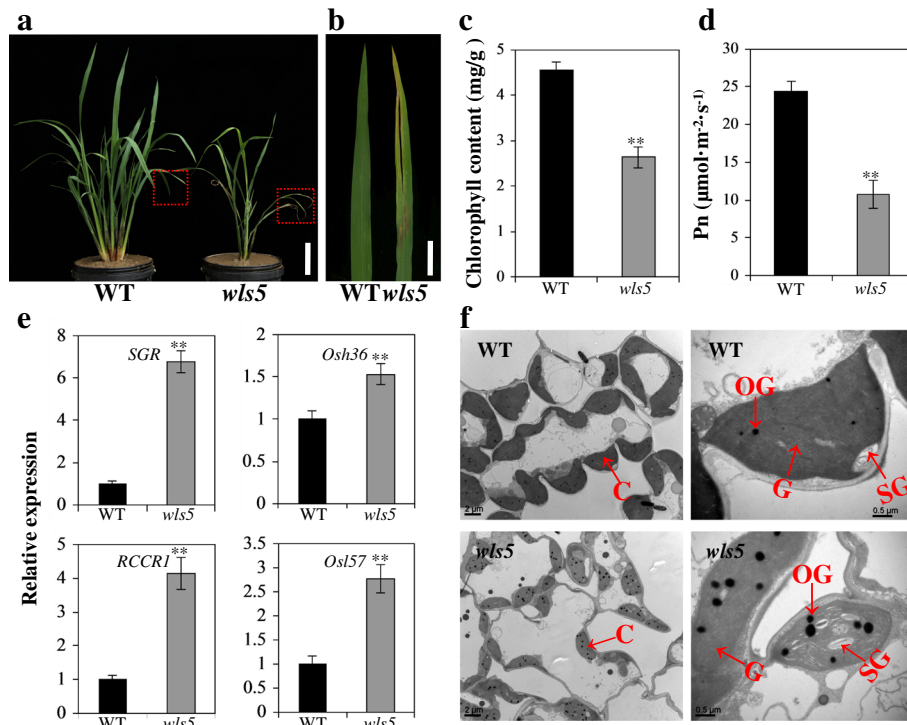 a
WT
wls5
b
WT wls5
c
Chlorophyll content (mg/g)
5
4
3
2
1
0
**
WT
wls5
d
Pn (μmol·m-2·s-1)
30
25
20
15
10
5
0
**
WT
wls5
e
Relative expression
8
6
4
2
0
SGR
**
WT
wls5
2
1.5
1
0.5
0
Osh36
**
WT
wls5
5
4
3
2
1
0
RCCR1
**
WT
wls5
3.5
3
2.5
2
1.5
1
0.5
0
Osl57
**
WT
wls5
f
WT
C
2 μm
WT
OG
G
SG
0.5 μm
wls5
C
2 μm
wls5
OG
G
SG
0.5 μm